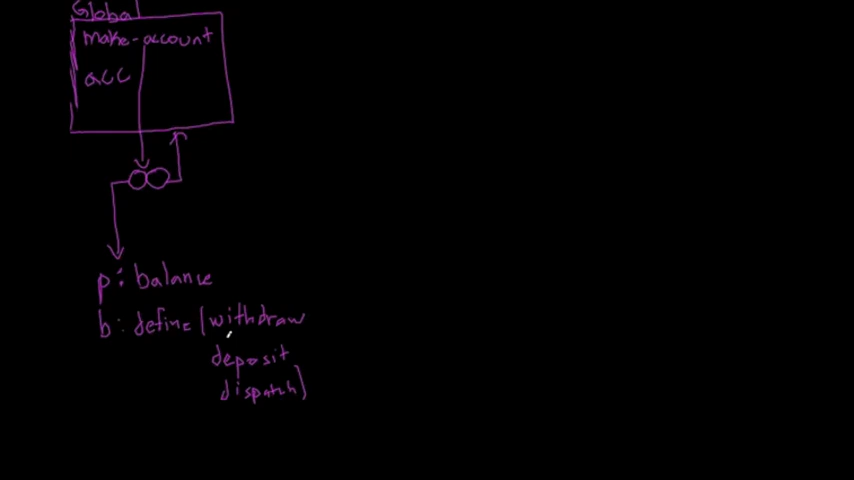 Global
make-account
acc
p: balance
b: define (withdraw
deposit
dispatch)